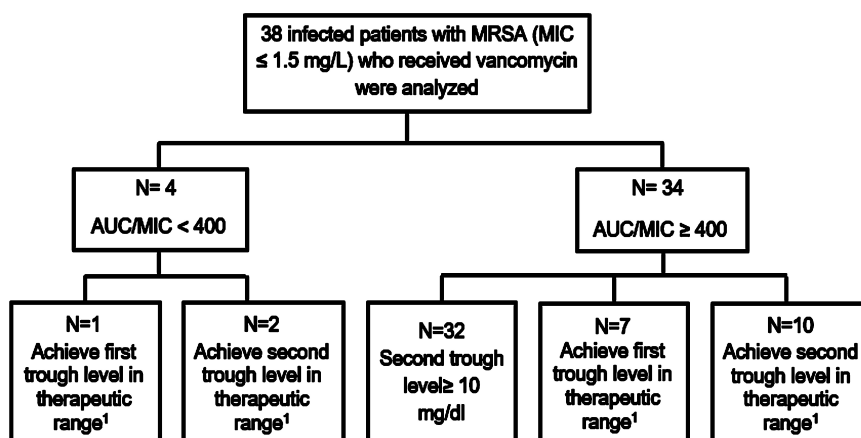 38 infected patients with MRSA (MIC
≤ 1.5 mg/L) who received vancomycin
were analyzed
N= 4
AUC/MIC < 400
N= 34
AUC/MIC ≥ 400
N=1
Achieve first
trough level in
therapeutic
range¹
N=2
Achieve second
trough level in
therapeutic
range¹
N=32
Second trough
level≥ 10
mg/dl
N=7
Achieve first
trough level in
therapeutic
range¹
N=10
Achieve second
trough level in
therapeutic
range¹